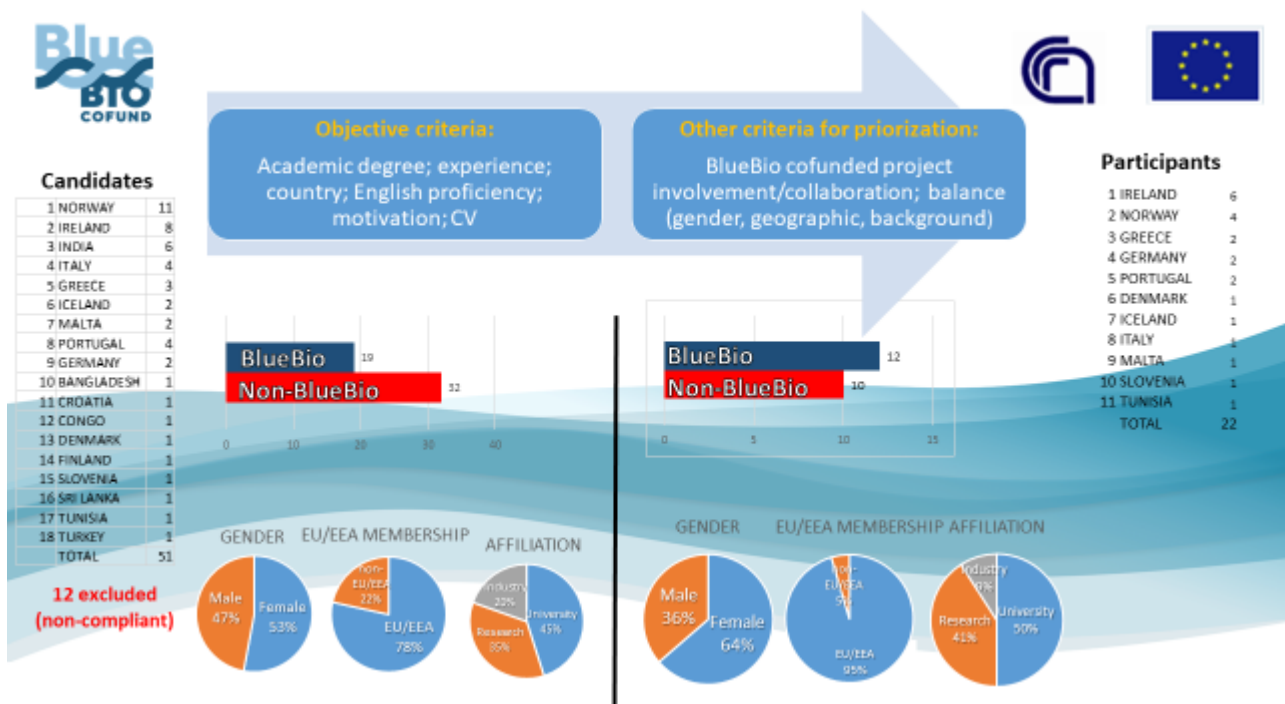 Blue
BIO
COFUND
Objective criteria:
Academic degree; experience;
country; English proficiency;
motivation; CV
Other criteria for priorization:
BlueBio cofunded project
involvement/collaboration; balance
(gender, geographic, background)
Candidates
1 NORWAY 11
2 IRELAND 8
3 INDIA 6
4 ITALY 4
5 GREECE 3
6 ICELAND 2
7 MALTA 2
8 PORTUGAL 4
9 GERMANY 2
10 BANGLADESH 1
11 CROATIA 1
12 CONGO 1
13 DENMARK 1
14 FINLAND 1
15 SLOVENIA 1
16 SRI LANKA 1
17 TUNISIA 1
18 TURKEY 1
TOTAL 51
12 excluded
(non-compliant)
BlueBio 19
Non-BlueBio 32
0 10 20 30 40
GENDER
Male
47%
Female
53%
EU/EEA MEMBERSHIP
non-
EU/EEA
22%
EU/EEA
78%
AFFILIATION
Industry
20%
University
45%
Research
35%
BlueBio 12
Non-BlueBio 10
0 5 10 15
GENDER
Male
36%
Female
64%
EU/EEA MEMBERSHIP
non-
EU/EEA
5%
EU/EEA
95%
AFFILIATION
Industry
9%
University
50%
Research
41%
Participants
1 IRELAND 6
2 NORWAY 4
3 GREECE 2
4 GERMANY 2
5 PORTUGAL 2
6 DENMARK 1
7 ICELAND 1
8 ITALY 1
9 MALTA 1
10 SLOVENIA 1
11 TUNISIA 1
TOTAL 22